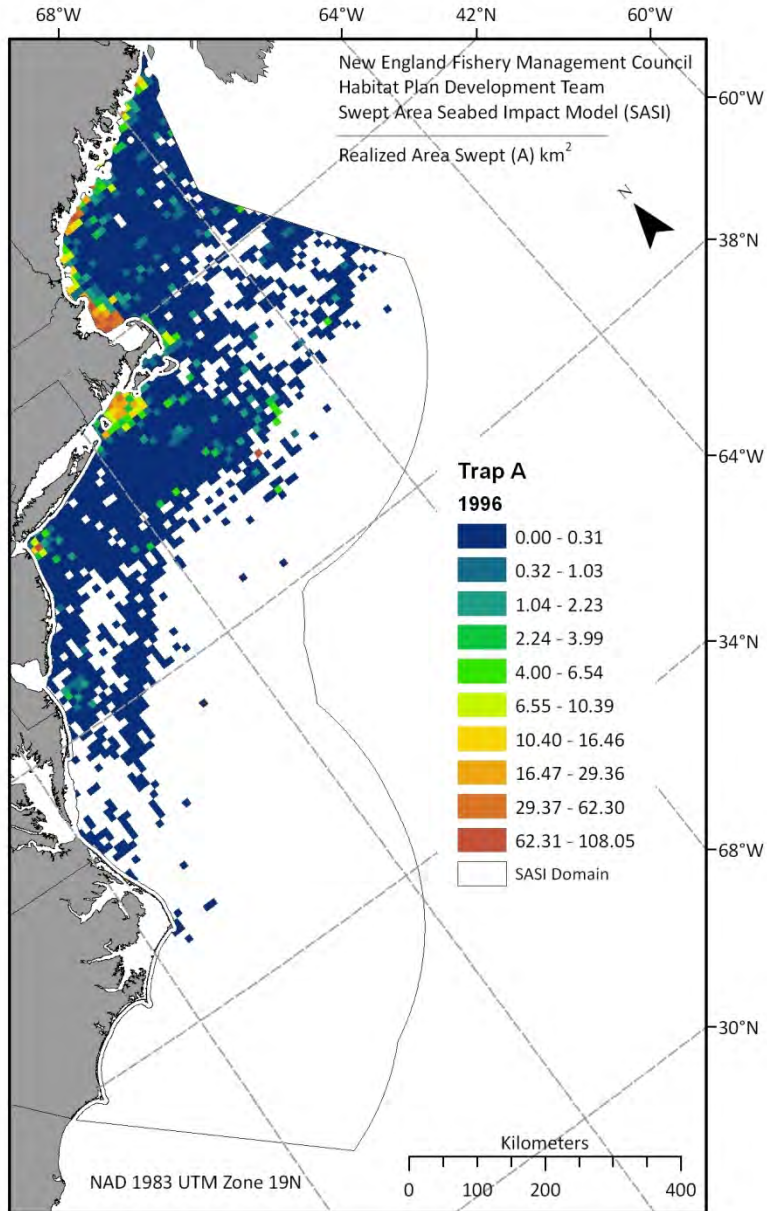 68°W 64°W 42°N 60°W
New England Fishery Management Council
Habitat Plan Development Team
Swept Area Seabed Impact Model (SASI)
Realized Area Swept (A) km²
60°W
N
38°N
64°W
Trap A
1996
0.00 - 0.31
0.32 - 1.03
1.04 - 2.23
2.24 - 3.99
4.00 - 6.54
6.55 - 10.39
10.40 - 16.46
16.47 - 29.36
29.37 - 62.30
62.31 - 108.05
SASI Domain
34°N
68°W
30°N
Kilometers
0 100 200 400
NAD 1983 UTM Zone 19N